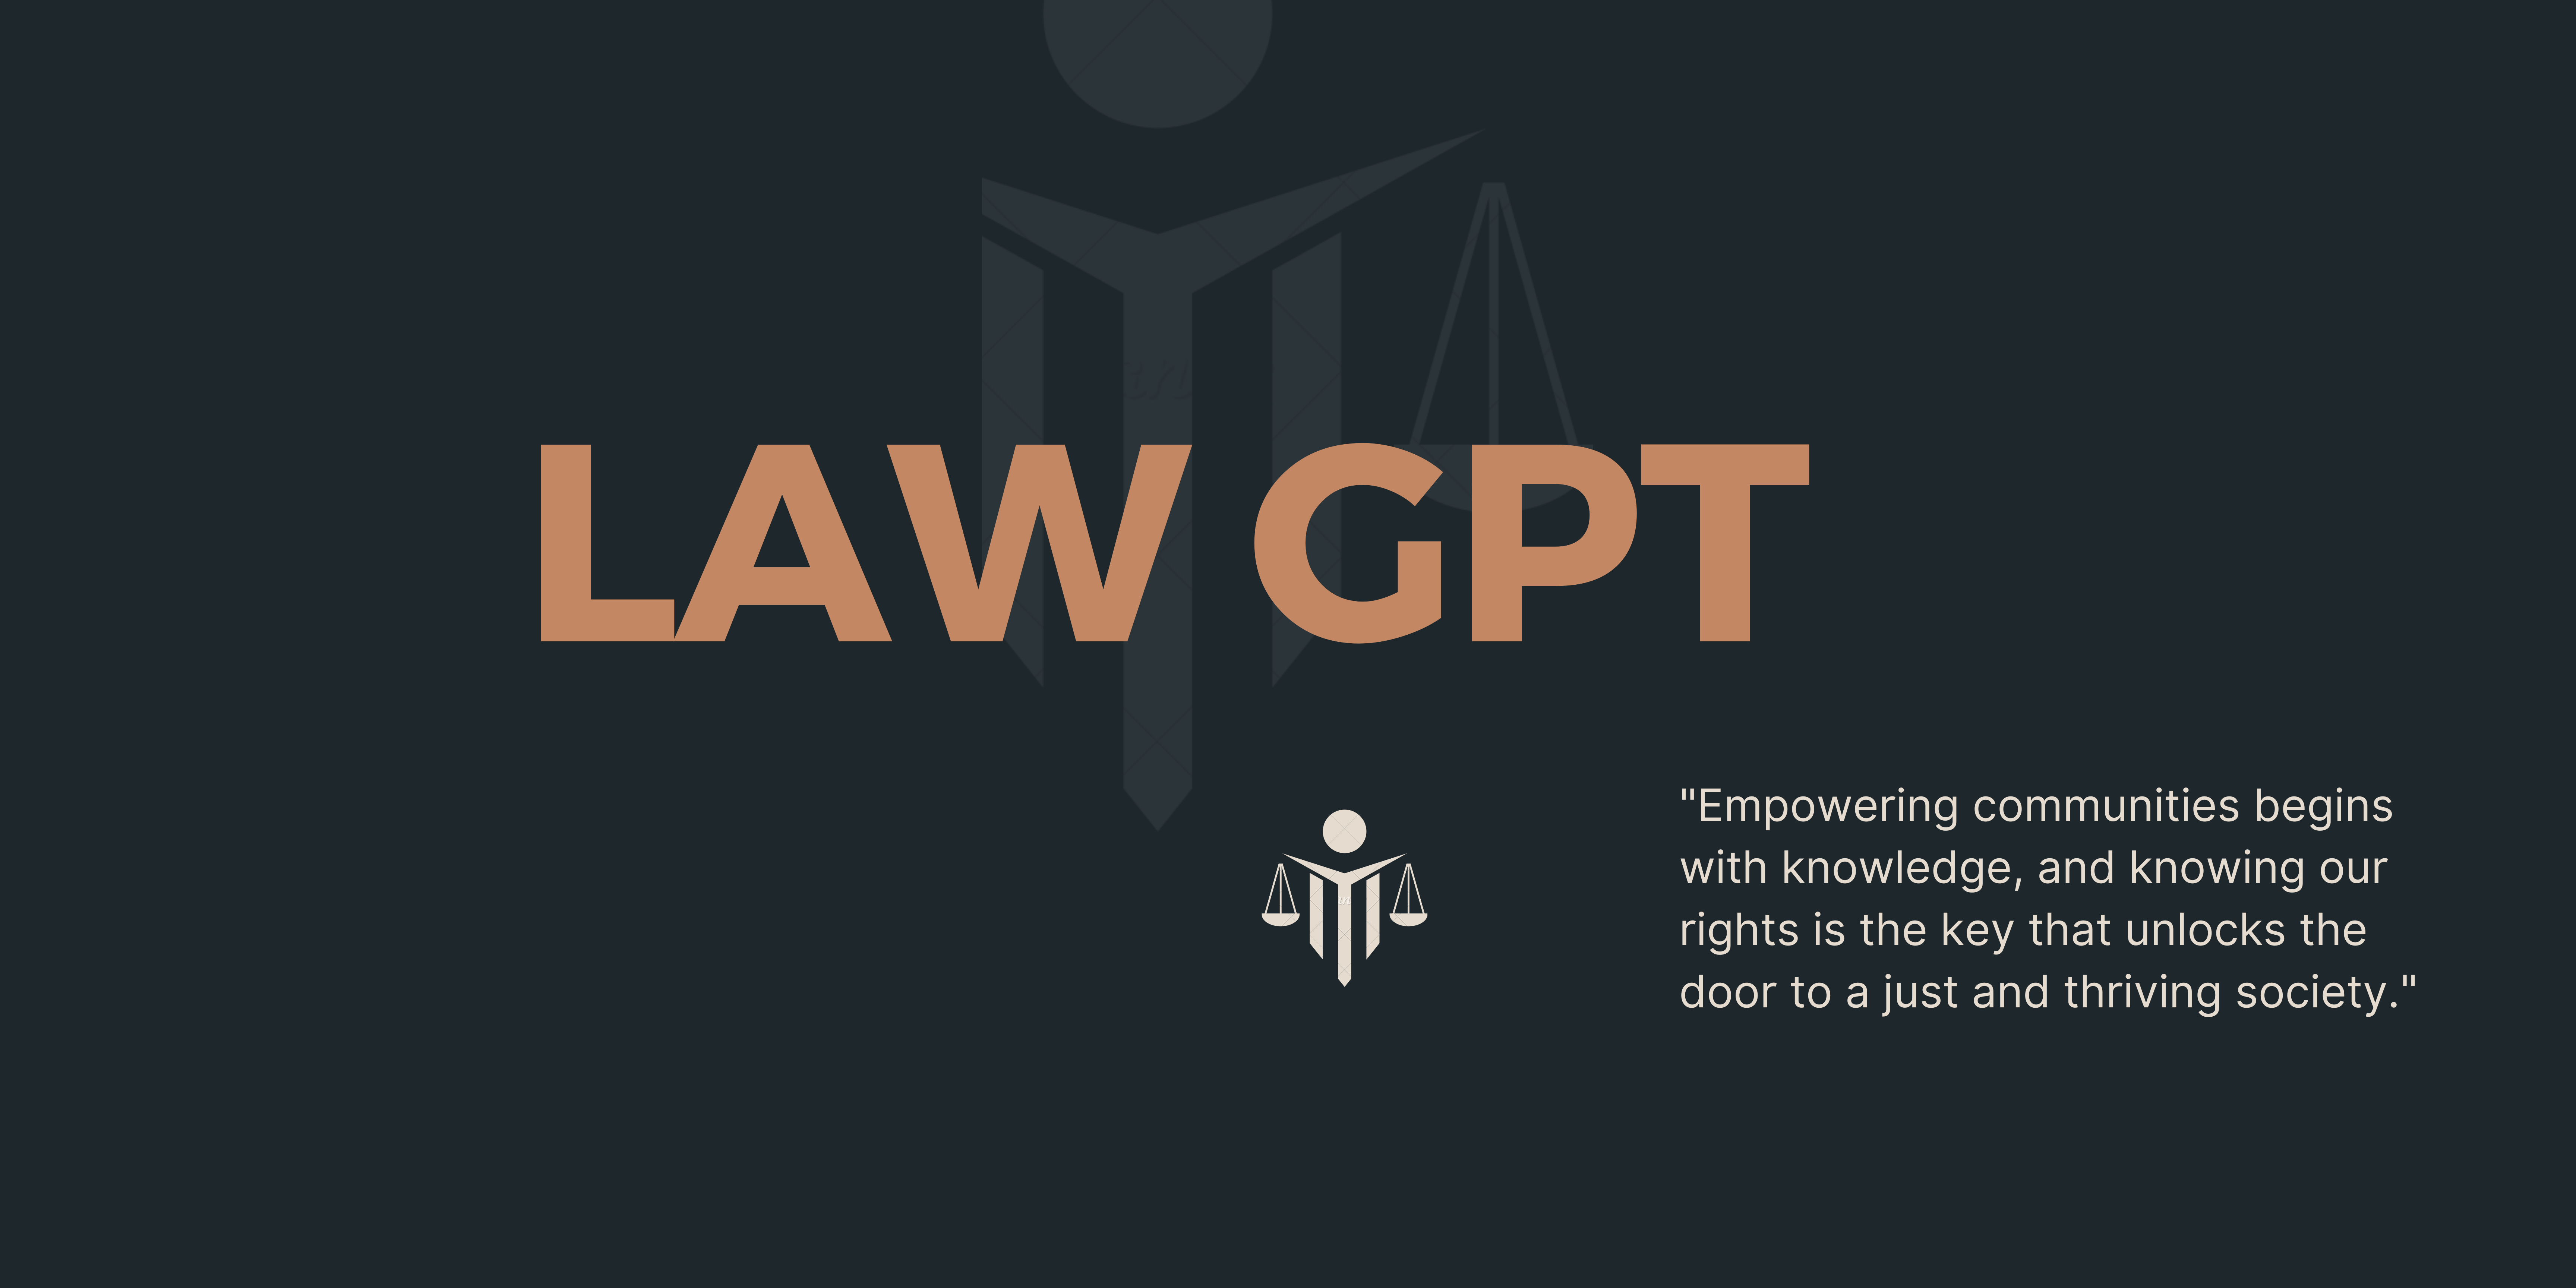 LAW GPT
"Empowering communities begins
with knowledge, and knowing our
rights is the key that unlocks the
door to a just and thriving society."